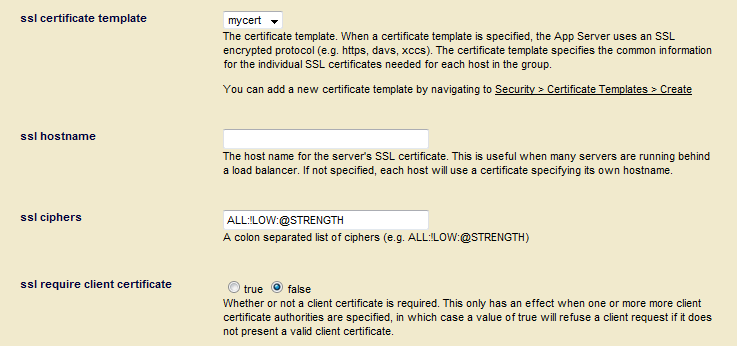 ssl certificate template
mycert
The certificate template. When a certificate template is specified, the App Server uses an SSL
encrypted protocol (e.g. https, davs, xccs). The certificate template specifies the common information
for the individual SSL certificates needed for each host in the group.
You can add a new certificate template by navigating to Security > Certificate Templates > Create
ssl hostname
The host name for the server's SSL certificate. This is useful when many servers are running behind
a load balancer. If not specified, each host will use a certificate specifying its own hostname.
ssl ciphers
ALL:!LOW:@STRENGTH
A colon separated list of ciphers (e.g. ALL:!LOW:@STRENGTH)
ssl require client certificate
true false
Whether or not a client certificate is required. This only has an effect when one or more more client
certificate authorities are specified, in which case a value of true will refuse a client request if it does
not present a valid client certificate.